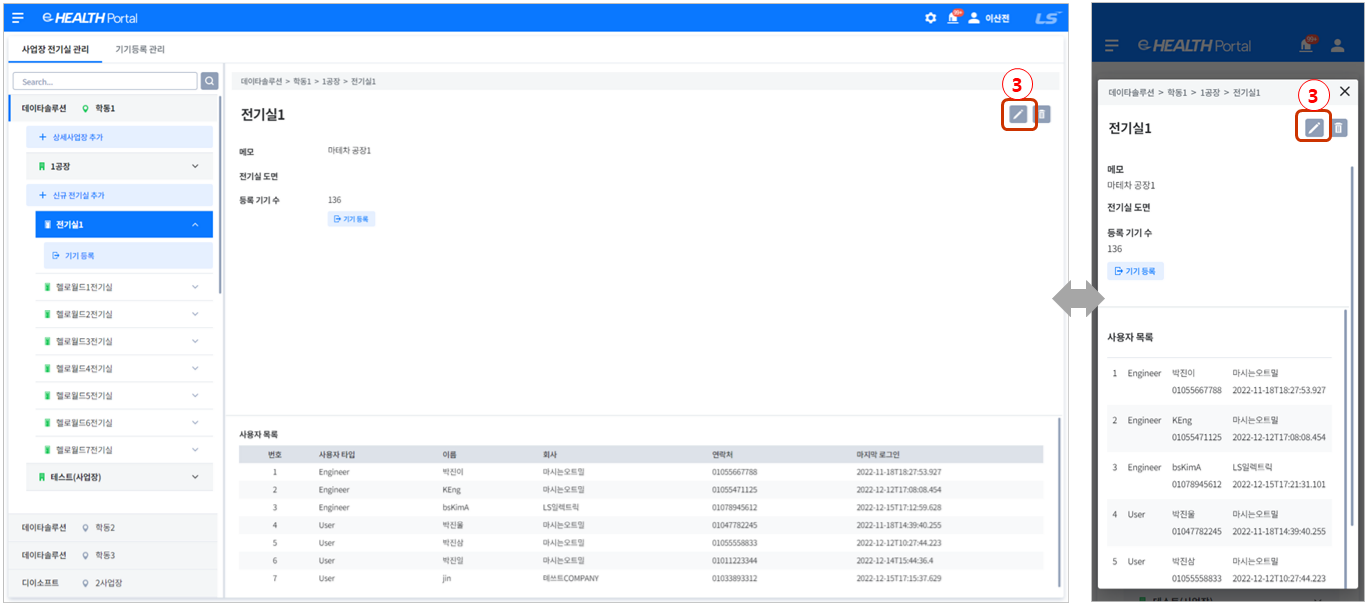 e-HEALTH Portal
99+
이산전
LS
사업장 전기실 관리 기기등록 관리
Search...
데이타솔루션 학동1
+ 상세사업장 추가
1공장
+ 신규 전기실 추가
전기실1
기기 등록
헬로월드1전기실
헬로월드2전기실
헬로월드3전기실
헬로월드4전기실
헬로월드5전기실
헬로월드6전기실
헬로월드7전기실
테스트(사업장)
데이타솔루션 학동2
데이타솔루션 학동3
디이소프트 2사업장
데이타솔루션 > 학동1 > 1공장 > 전기실1
3
전기실1
메모 마테차 공장1
전기실 도면
등록 기기 수 136
기기 등록
사용자 목록
번호 사용자 타입 이름 회사 연락처 마지막 로그인
1 Engineer 박진이 마시는오트밀 01055667788 2022-11-18T18:27:53.927
2 Engineer KEng 마시는오트밀 01055471125 2022-12-12T17:08:08.454
3 Engineer bsKimA LS일렉트릭 01078945612 2022-12-15T17:12:59.628
4 User 박진울 마시는오트밀 01047782245 2022-11-18T14:39:40.255
5 User 박진삼 마시는오트밀 01055558833 2022-12-12T10:27:44.223
6 User 박진일 마시는오트밀 01011223344 2022-12-14T15:44:36.4
7 User jin 떼쓰트COMPANY 01033893312 2022-12-15T17:15:37.629
e-HEALTH Portal
99+
데이타솔루션 > 학동1 > 1공장 > 전기실1
3
전기실1
메모
마테차 공장1
전기실 도면
등록 기기 수
136
기기 등록
사용자 목록
1 Engineer 박진이 마시는오트밀
01055667788 2022-11-18T18:27:53.927
2 Engineer KEng 마시는오트밀
01055471125 2022-12-12T17:08:08.454
3 Engineer bsKimA LS일렉트릭
01078945612 2022-12-15T17:21:31.101
4 User 박진울 마시는오트밀
01047782245 2022-11-18T14:39:40.255
5 User 박진삼 마시는오트밀
01055558833 2022-12-12T10:27:44.223
테스트(사업장)